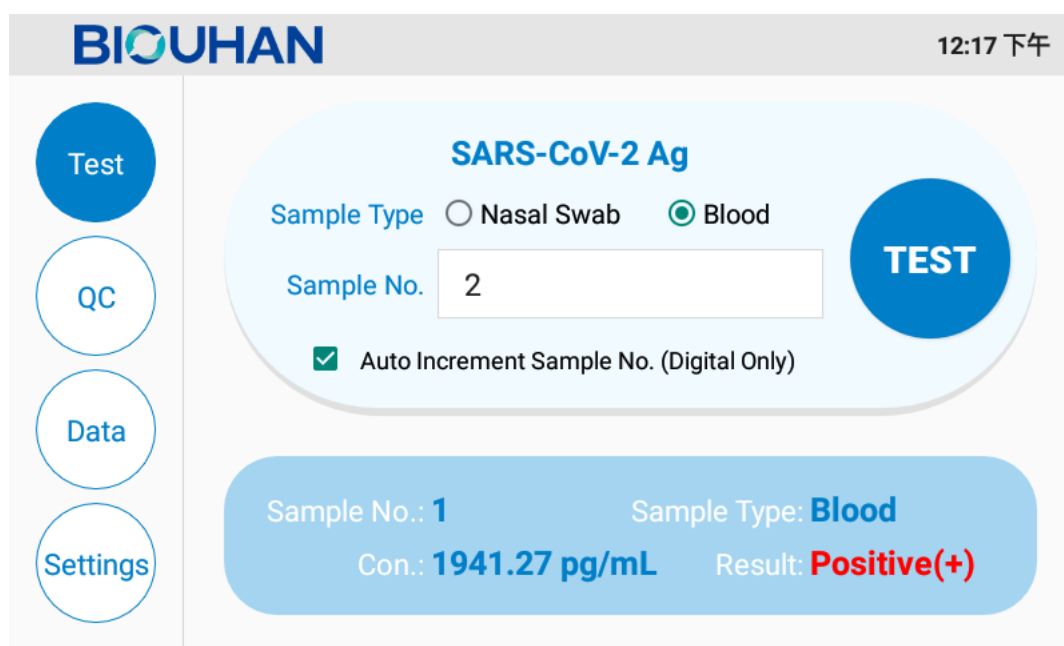 BIOUHAN
12:17 下午
Test
QC
Data
Settings
SARS-CoV-2 Ag
Sample Type Nasal Swab Blood
Sample No. 2
Auto Increment Sample No. (Digital Only)
TEST
Sample No.: 1 Sample Type: Blood
Con.: 1941.27 pg/mL Result: Positive(+)